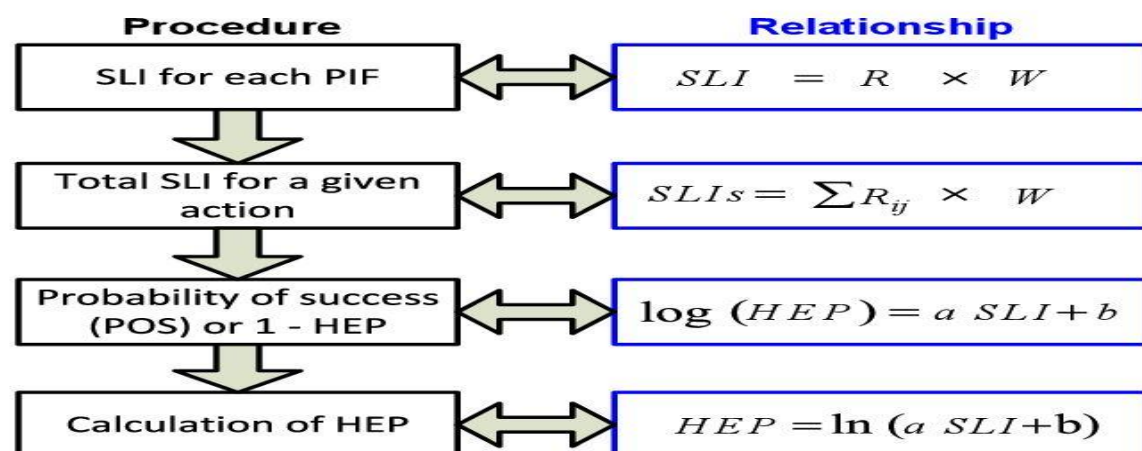 Procedure
Relationship
SLI for each PIF
SLI = R × W
Total SLI for a given
action
SLIs = ∑ R_ij × W
Probability of success
(POS) or 1 - HEP
log (HEP) = a SLI+b
Calculation of HEP
HEP = ln (a SLI+b)